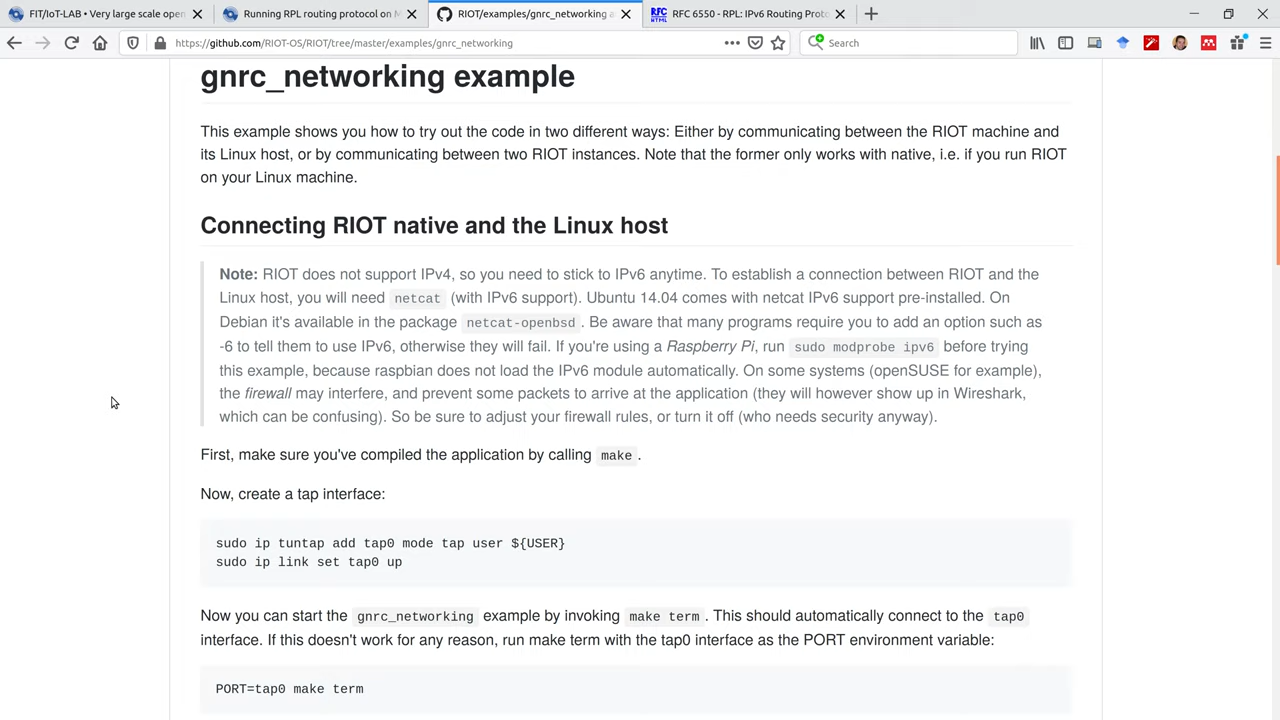 FIT/IoT-LAB • Very large scale open
Running RPL routing protocol on M
RIOT/examples/gnrc_networking a
RFC 6550 - RPL: IPv6 Routing Proto
https://github.com/RIOT-OS/RIOT/tree/master/examples/gnrc_networking
Search
gnrc_networking example
This example shows you how to try out the code in two different ways: Either by communicating between the RIOT machine and
its Linux host, or by communicating between two RIOT instances. Note that the former only works with native, i.e. if you run RIOT
on your Linux machine.
Connecting RIOT native and the Linux host
Note: RIOT does not support IPv4, so you need to stick to IPv6 anytime. To establish a connection between RIOT and the
Linux host, you will need netcat (with IPv6 support). Ubuntu 14.04 comes with netcat IPv6 support pre-installed. On
Debian it's available in the package netcat-openbsd. Be aware that many programs require you to add an option such as
-6 to tell them to use IPv6, otherwise they will fail. If you're using a Raspberry Pi, run sudo modprobe ipv6 before trying
this example, because raspbian does not load the IPv6 module automatically. On some systems (openSUSE for example),
the firewall may interfere, and prevent some packets to arrive at the application (they will however show up in Wireshark,
which can be confusing). So be sure to adjust your firewall rules, or turn it off (who needs security anyway).
First, make sure you've compiled the application by calling make.
Now, create a tap interface:
sudo ip tuntap add tap0 mode tap user ${USER}
sudo ip link set tap0 up
Now you can start the gnrc_networking example by invoking make term. This should automatically connect to the tap0
interface. If this doesn't work for any reason, run make term with the tap0 interface as the PORT environment variable:
PORT=tap0 make term